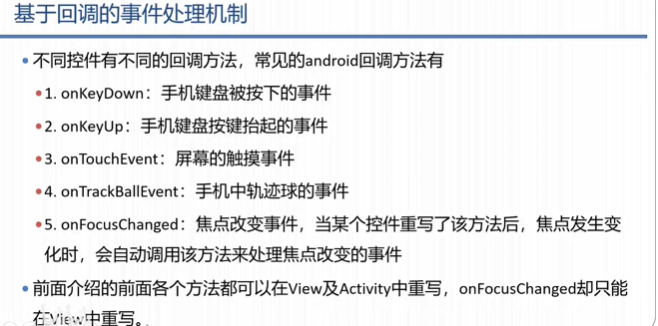 基于回调的事件处理机制
不同控件有不同的回调方法，常见的android回调方法有
1. onKeyDown：手机键盘被按下的事件
2. onKeyUp：手机键盘按键抬起的事件
3. onTouchEvent：屏幕的触摸事件
4. onTrackBallEvent：手机中轨迹球的事件
5. onFocusChanged：焦点改变事件，当某个控件重写了该方法后，焦点发生变
化时，会自动调用该方法来处理焦点改变的事件
前面介绍的前面各个方法都可以在View及Activity中重写，onFocusChanged却只能
在View中重写。